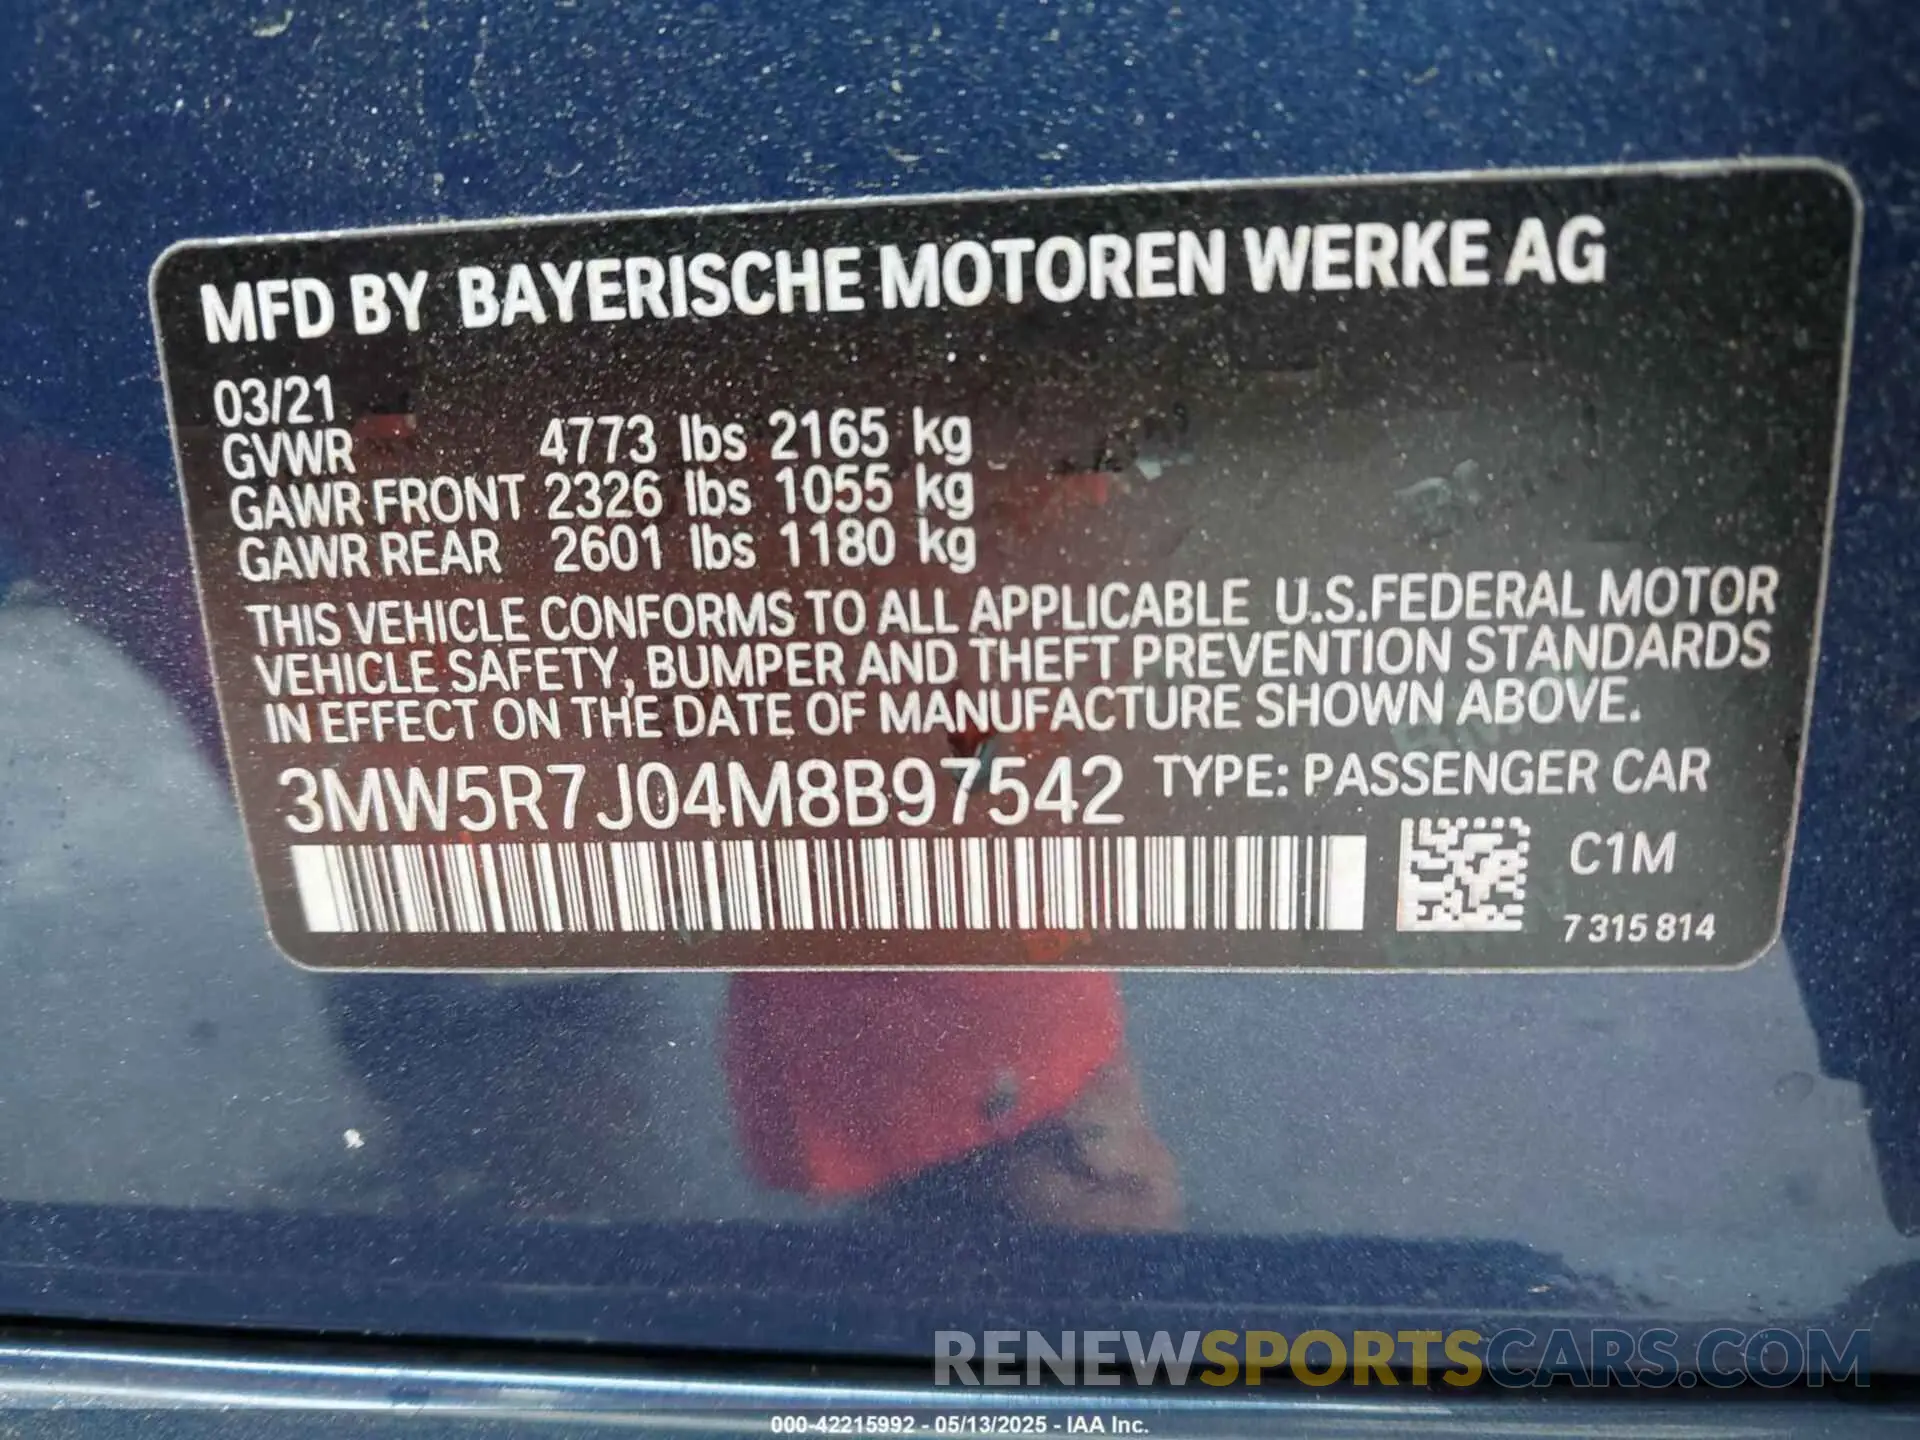 MFD BY BAYERISCHE MOTOREN WERKE AG
03/21
GVWR 4773 lbs 2165 kg
GAWR FRONT 2326 lbs 1055 kg
GAWR REAR 2601 lbs 1180 kg
THIS VEHICLE CONFORMS TO ALL APPLICABLE U.S.FEDERAL MOTOR
VEHICLE SAFETY, BUMPER AND THEFT PREVENTION STANDARDS
IN EFFECT ON THE DATE OF MANUFACTURE SHOWN ABOVE.
3MW5R7J04M8B97542 TYPE: PASSENGER CAR
C1M
7 315 814
RENEWSPORTSCARS.COM
000-42215992 - 05/13/2025 - IAA Inc.